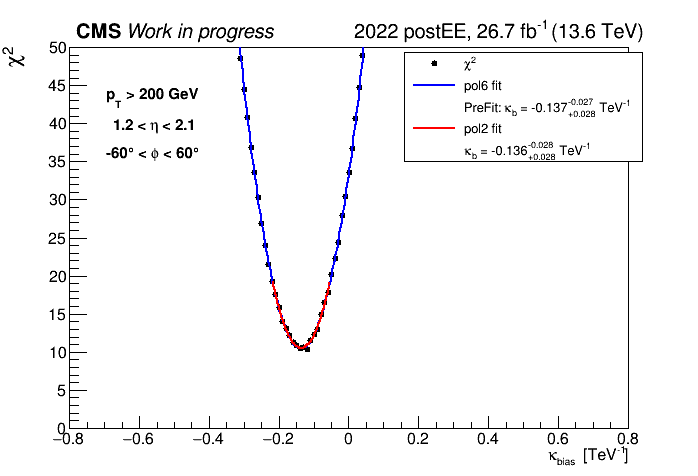 CMS Work in progress 2022 postEE, 26.7 fb⁻¹ (13.6 TeV)
χ²
50
45
40
35
30
25
20
15
10
5
0
p_T > 200 GeV
1.2 < η < 2.1
-60° < ϕ < 60°
χ²
pol6 fit
PreFit: κ_b = -0.137 -0.027 +0.028 TeV⁻¹
pol2 fit
κ_b = -0.136 -0.028 +0.028 TeV⁻¹
−0.8 −0.6 −0.4 −0.2 0 0.2 0.4 0.6 0.8
κ_bias [TeV⁻¹]